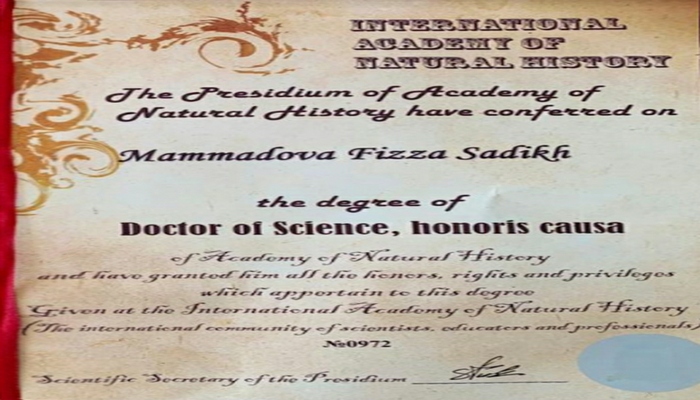 INTERNATIONAL
ACADEMY OF
NATURAL HISTORY
The Presidium of Academy of
Natural History have conferred on
Mammadova Fizza Sadikh
the degree of
Doctor of Science, honoris causa
of Academy of Natural History
and have granted him all the honors, rights and privileges
which appertain to this degree
Given at the International Academy of Natural History
(The international community of scientists, educators and professionals)
№0972
Scientific Secretary of the Presidium